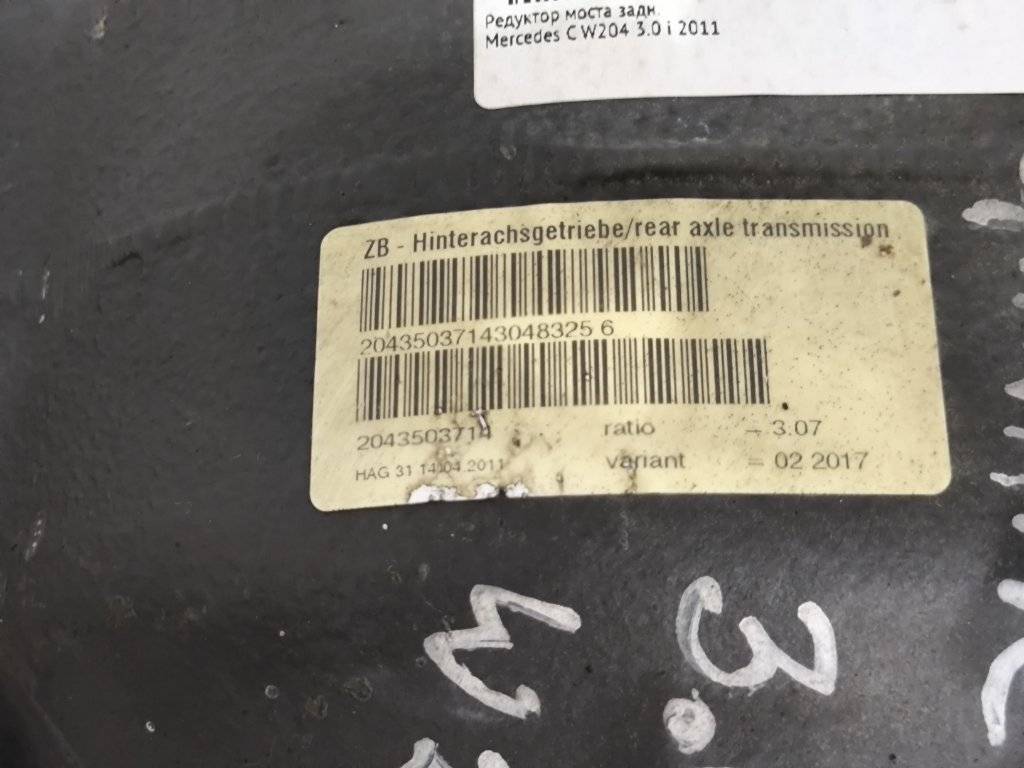 Редуктор моста задн.
Mercedes C W204 3.0 i 2011
ZB - Hinterachsgetriebe/rear axle transmission
20435037143048325 6
2043503714 ratio = 3.07
HAG 31 14.04.2011 variant = 02 2017
3.